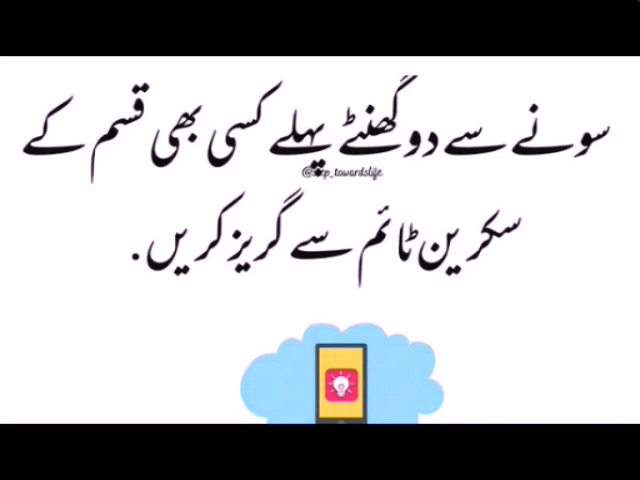 سونے سے دو گھنٹے پہلے کسی بھی قسم کے
سکرین ٹائم سے گریز کریں.